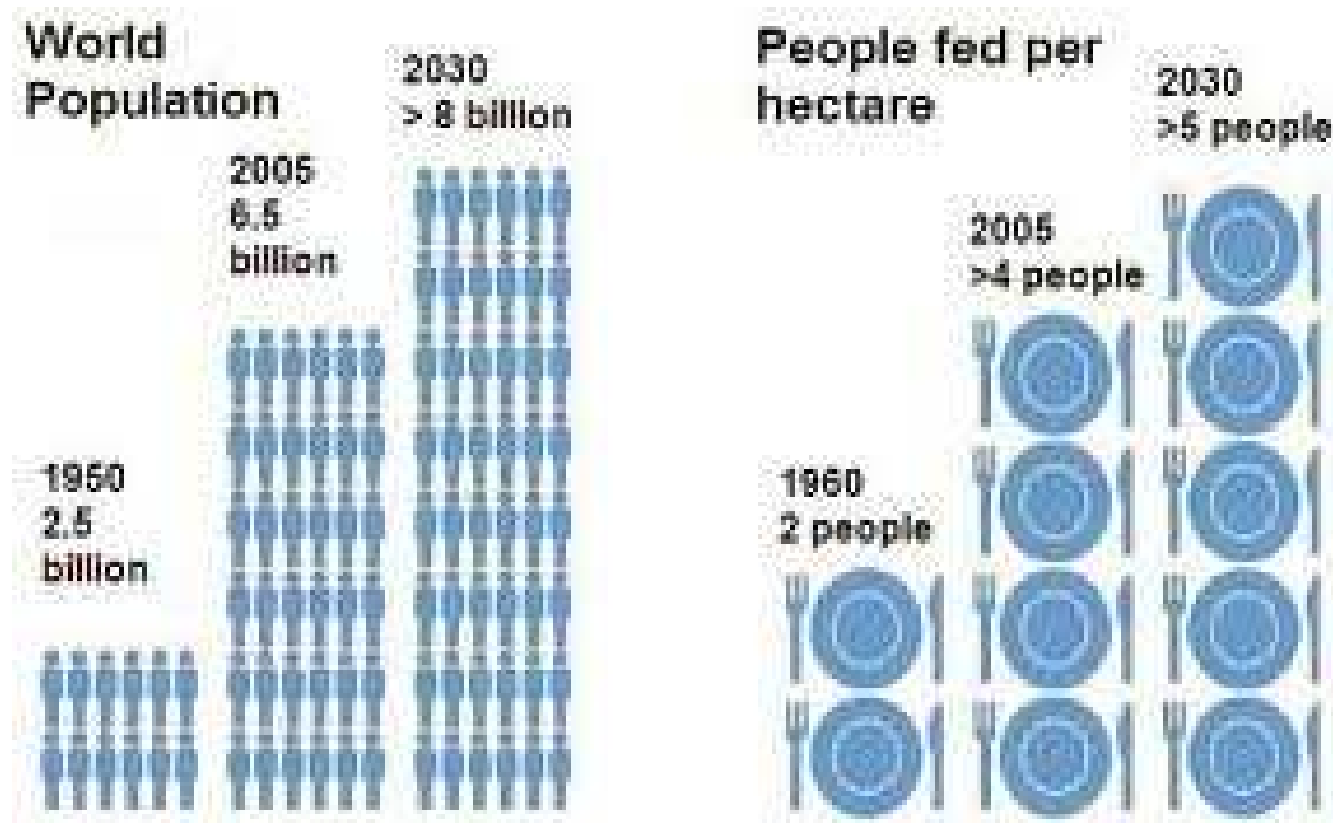 World
Population
2030
> 8 billion
2005
6.5
billion
1950
2.5
billion
People fed per
hectare
2030
>5 people
2005
>4 people
1960
2 people